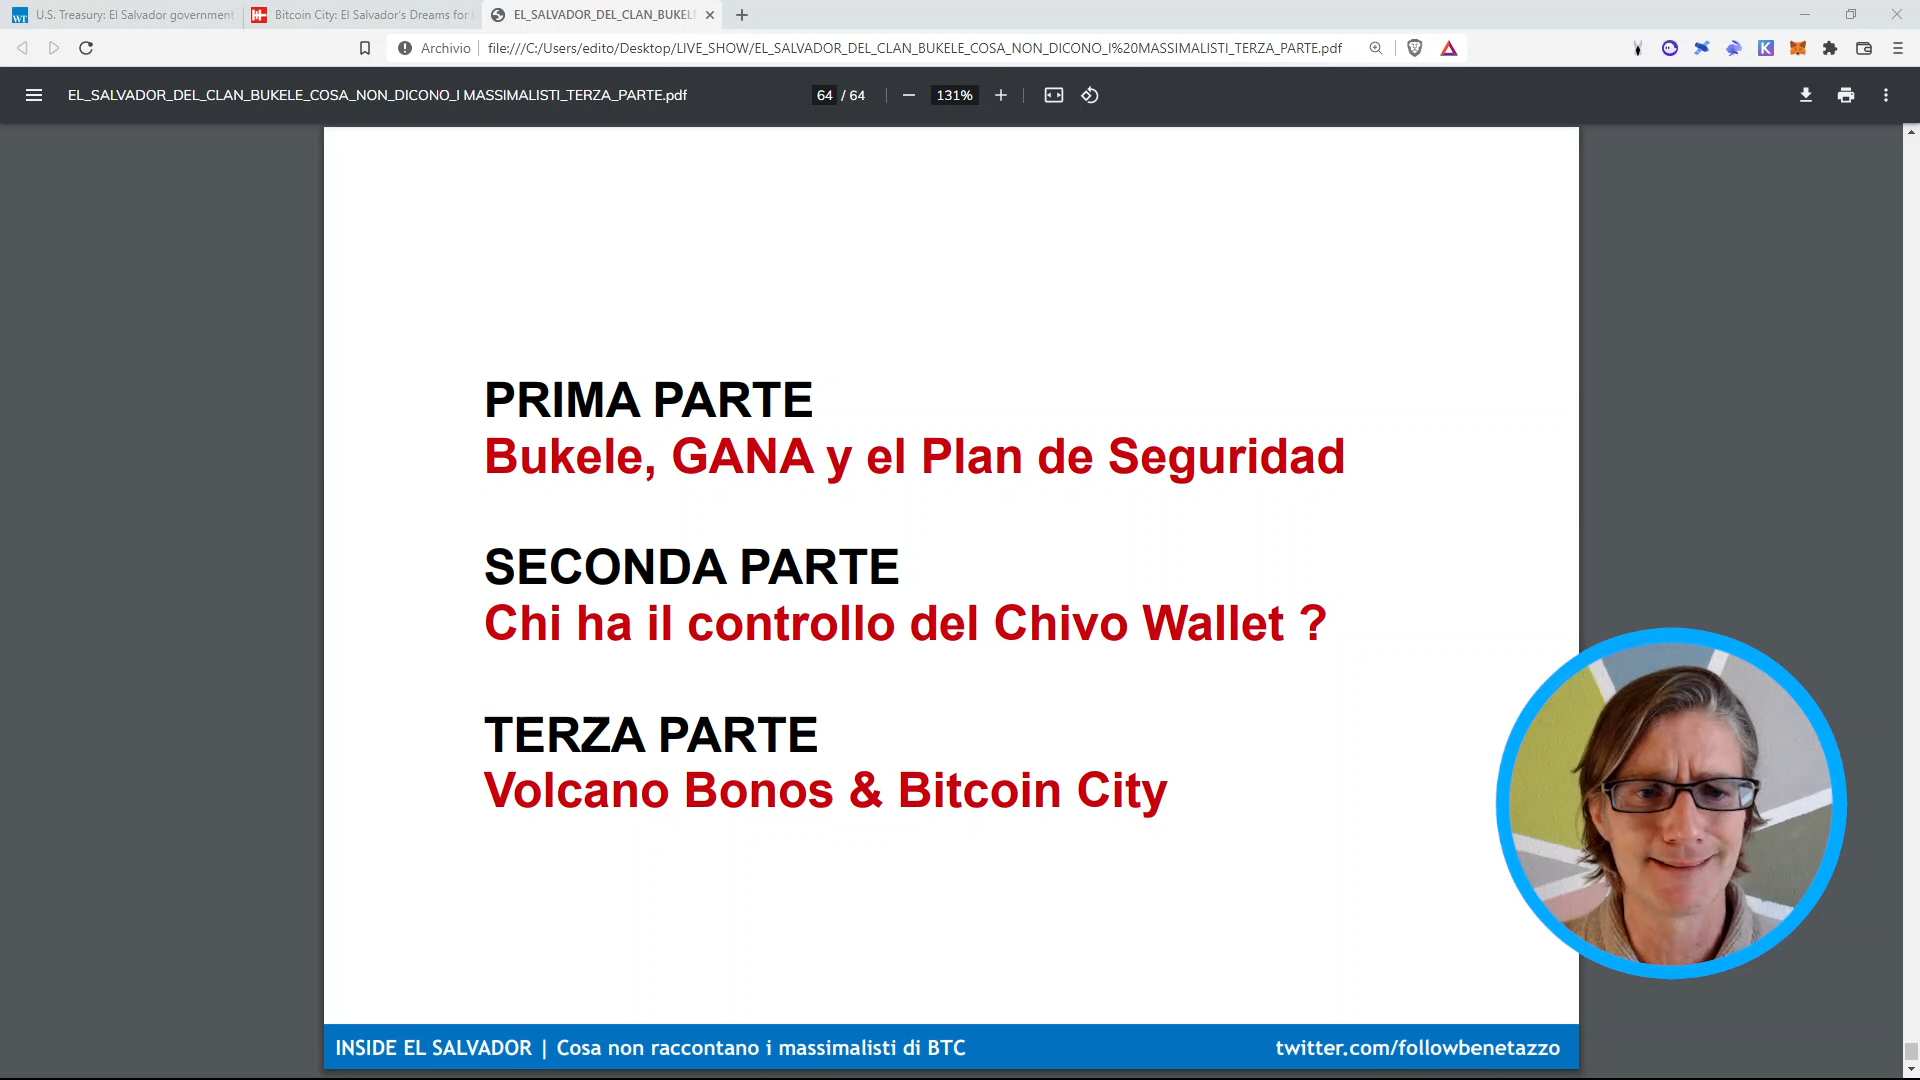 U.S. Treasury: El Salvador government
Bitcoin City: El Salvador's Dreams for
EL_SALVADOR_DEL_CLAN_BUKEL
Archivio
file:///C:/Users/edito/Desktop/LIVE_SHOW/EL_SALVADOR_DEL_CLAN_BUKELE_COSA_NON_DICONO_I%20MASSIMALISTI_TERZA_PARTE.pdf
EL_SALVADOR_DEL_CLAN_BUKELE_COSA_NON_DICONO_I MASSIMALISTI_TERZA_PARTE.pdf
64 / 64
131%
PRIMA PARTE
Bukele, GANA y el Plan de Seguridad
SECONDA PARTE
Chi ha il controllo del Chivo Wallet ?
TERZA PARTE
Volcano Bonos & Bitcoin City
INSIDE EL SALVADOR | Cosa non raccontano i massimalisti di BTC
twitter.com/followbenetazzo